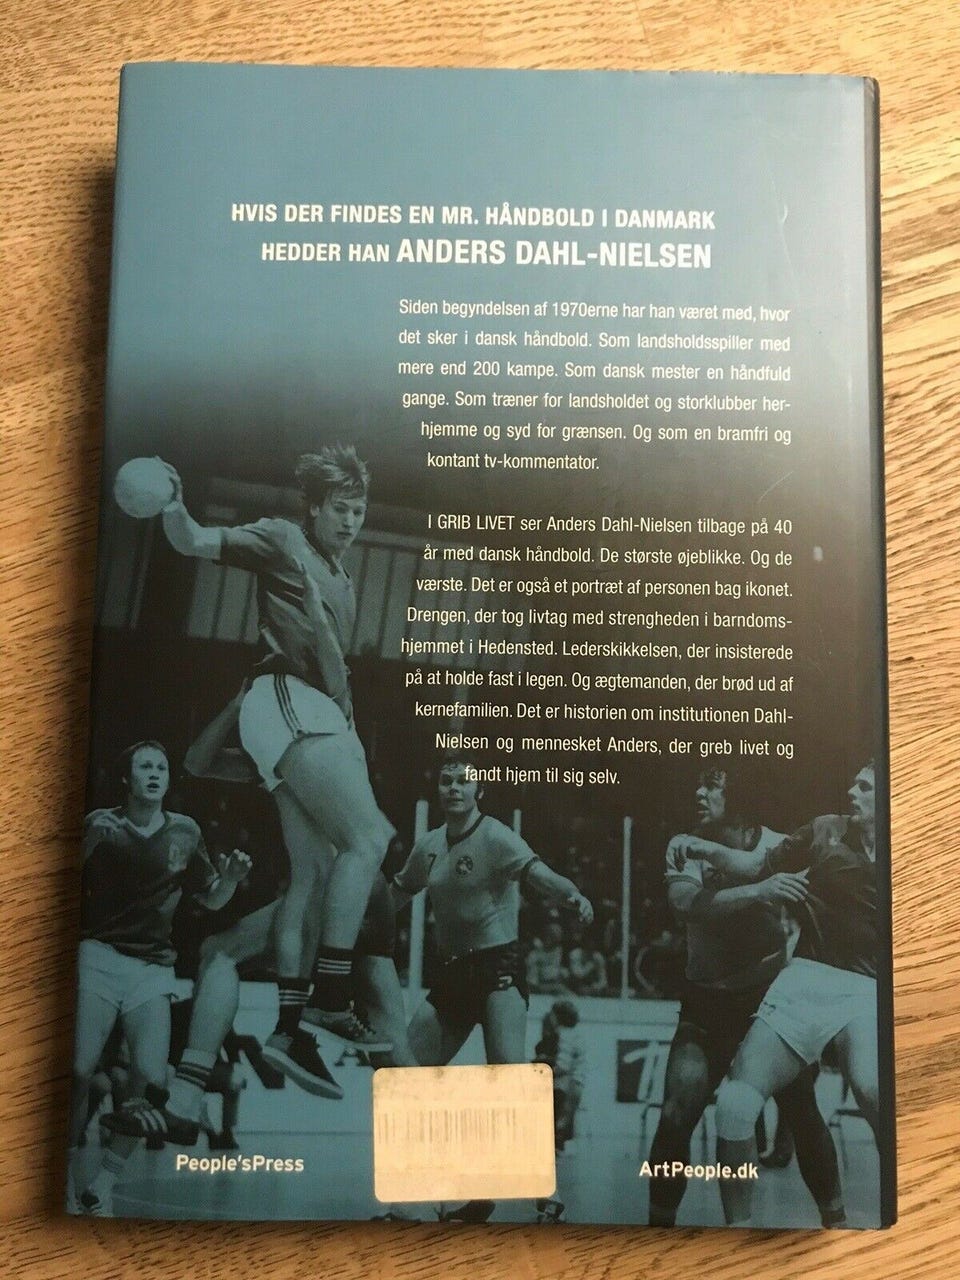 HVIS DER FINDES EN MR. HÅNDBOLD I DANMARK
HEDDER HAN ANDERS DAHL-NIELSEN
Siden begyndelsen af 1970erne har han været med, hvor
det sker i dansk håndbold. Som landsholdsspiller med
mere end 200 kampe. Som dansk mester en håndfuld
gange. Som træner for landsholdet og storklubber her-
hjemme og syd for grænsen. Og som en bramfri og
kontant tv-kommentator.
I GRIB LIVET ser Anders Dahl-Nielsen tilbage på 40
år med dansk håndbold. De største øjeblikke. Og de
værste. Det er også et portræt af personen bag ikonet.
Drengen, der tog livtag med strengheden i barndoms-
hjemmet i Hedensted. Lederskikkelsen, der insisterede
på at holde fast i legen. Og ægtemanden, der brød ud af
kernefamilien. Det er historien om institutionen Dahl-
Nielsen og mennesket Anders, der greb livet og
fandt hjem til sig selv.
7
People'sPress
ArtPeople.dk